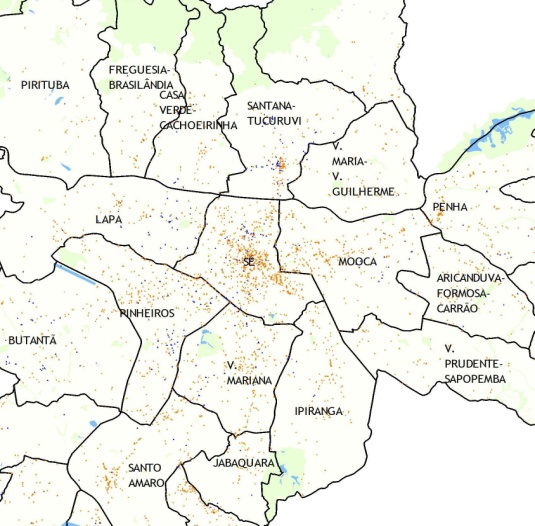 PIRITUBA
FREGUESIA-
BRASILÂNDIA
CASA
VERDE-
CACHOEIRINHA
SANTANA-
TUCURUVI
V.
MARIA-
V.
GUILHERME
PENHA
LAPA
SÉ
MOOCA
ARICANDUVA-
FORMOSA-
CARRÃO
PINHEIROS
BUTANTÃ
V.
MARIANA
V.
PRUDENTE-
SAPOPEMBA
IPIRANGA
SANTO
AMARO
JABAQUARA